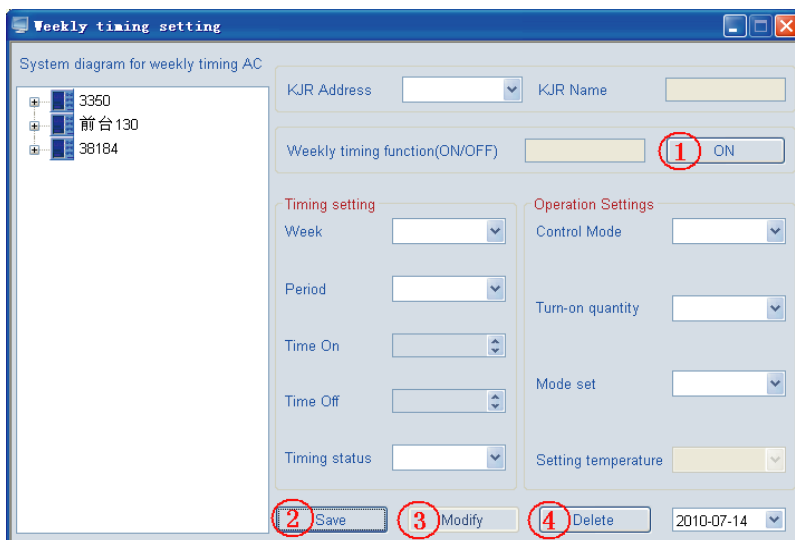 Weekly timing setting
System diagram for weekly timing AC
3350
前台130
38184
KJR Address
KJR Name
Weekly timing function(ON/OFF)
1 ON
Timing setting
Operation Settings
Week
Control Mode
Period
Turn-on quantity
Time On
Mode set
Time Off
Timing status
Setting temperature
2 Save
3 Modify
4 Delete
2010-07-14